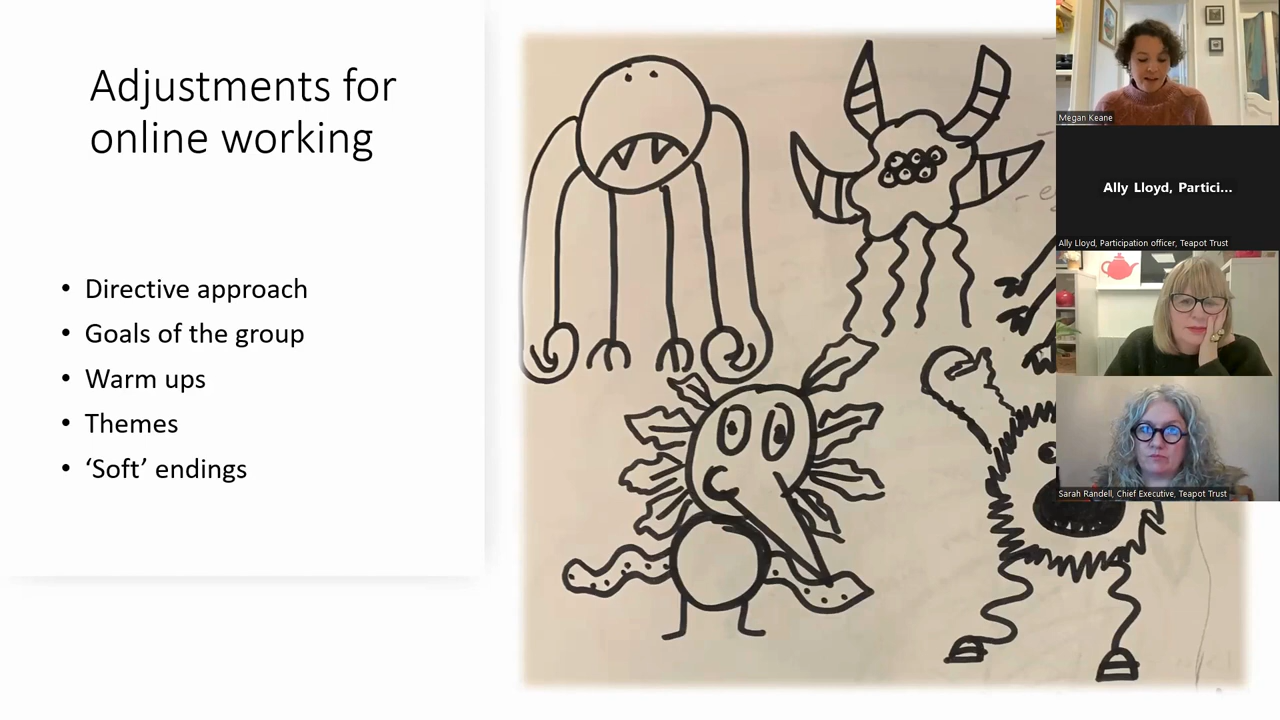 Adjustments for
online working
• Directive approach
• Goals of the group
• Warm ups
• Themes
• ‘Soft’ endings
Megan Keane
Ally Lloyd, Partici...
Ally Lloyd, Participation officer, Teapot Trust
Sarah Randell, Chief Executive, Teapot Trust